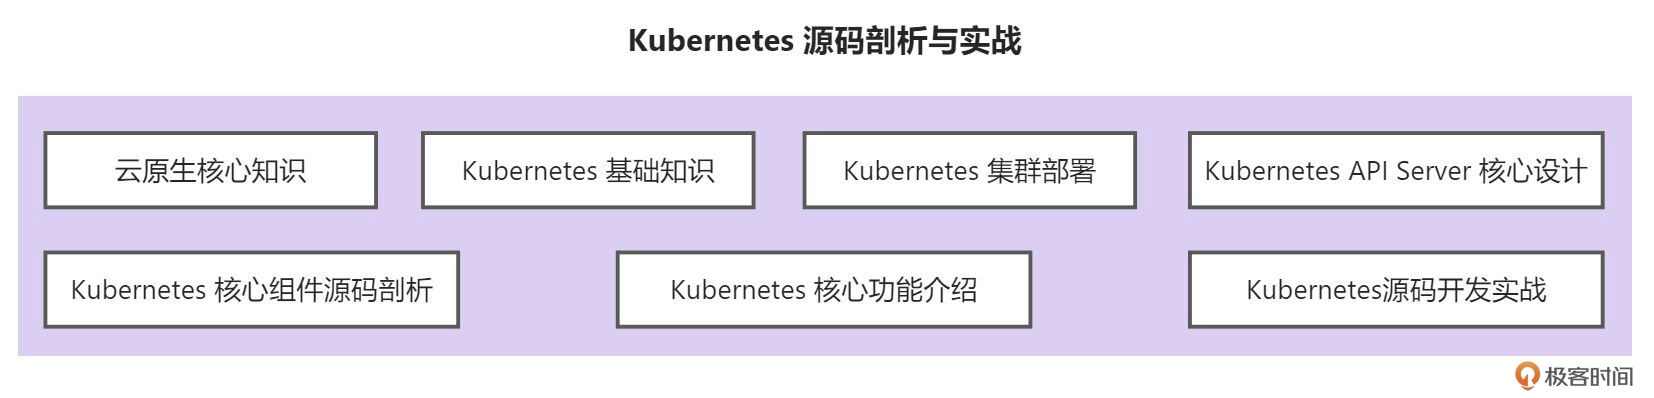 Kubernetes 源码剖析与实战
云原生核心知识
Kubernetes 基础知识
Kubernetes 集群部署
Kubernetes API Server 核心设计
Kubernetes 核心组件源码剖析
Kubernetes 核心功能介绍
Kubernetes源码开发实战
极客时间